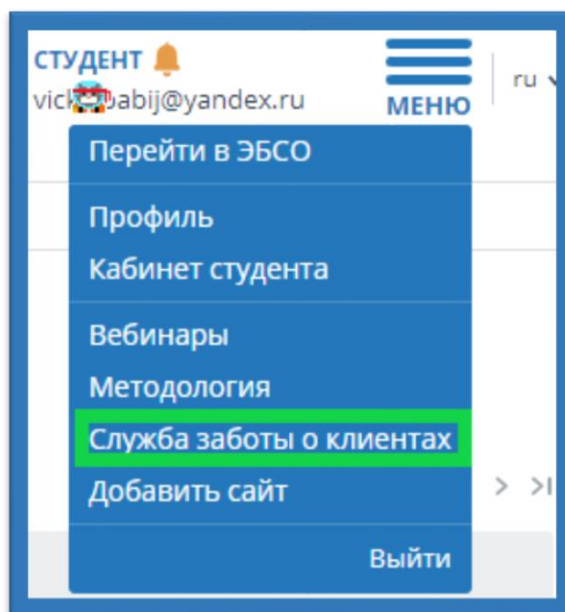 СТУДЕНТ
ru
МЕНЮ
Перейти в ЭБСО
Профиль
Кабинет студента
Вебинары
Методология
Служба заботы о клиентах
Добавить сайт
Выйти